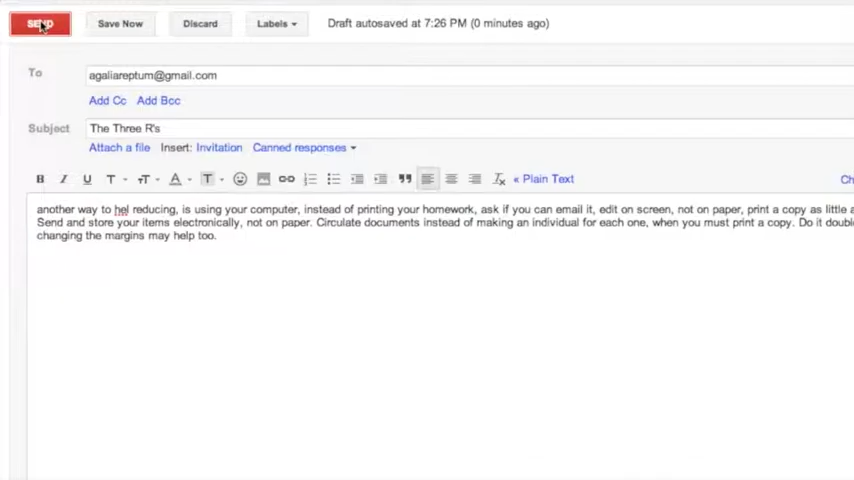 SEND Save Now Discard Labels Draft autosaved at 7:26 PM (0 minutes ago)
To agaliareptum@gmail.com
Add Cc Add Bcc
Subject The Three R's
Attach a file Insert: Invitation Canned responses
B I U T T A T « Plain Text Ch
another way to hel reducing, is using your computer, instead of printing your homework, ask if you can email it, edit on screen, not on paper, print a copy as little a
Send and store your items electronically, not on paper. Circulate documents instead of making an individual for each one, when you must print a copy. Do it doubl
changing the margins may help too.